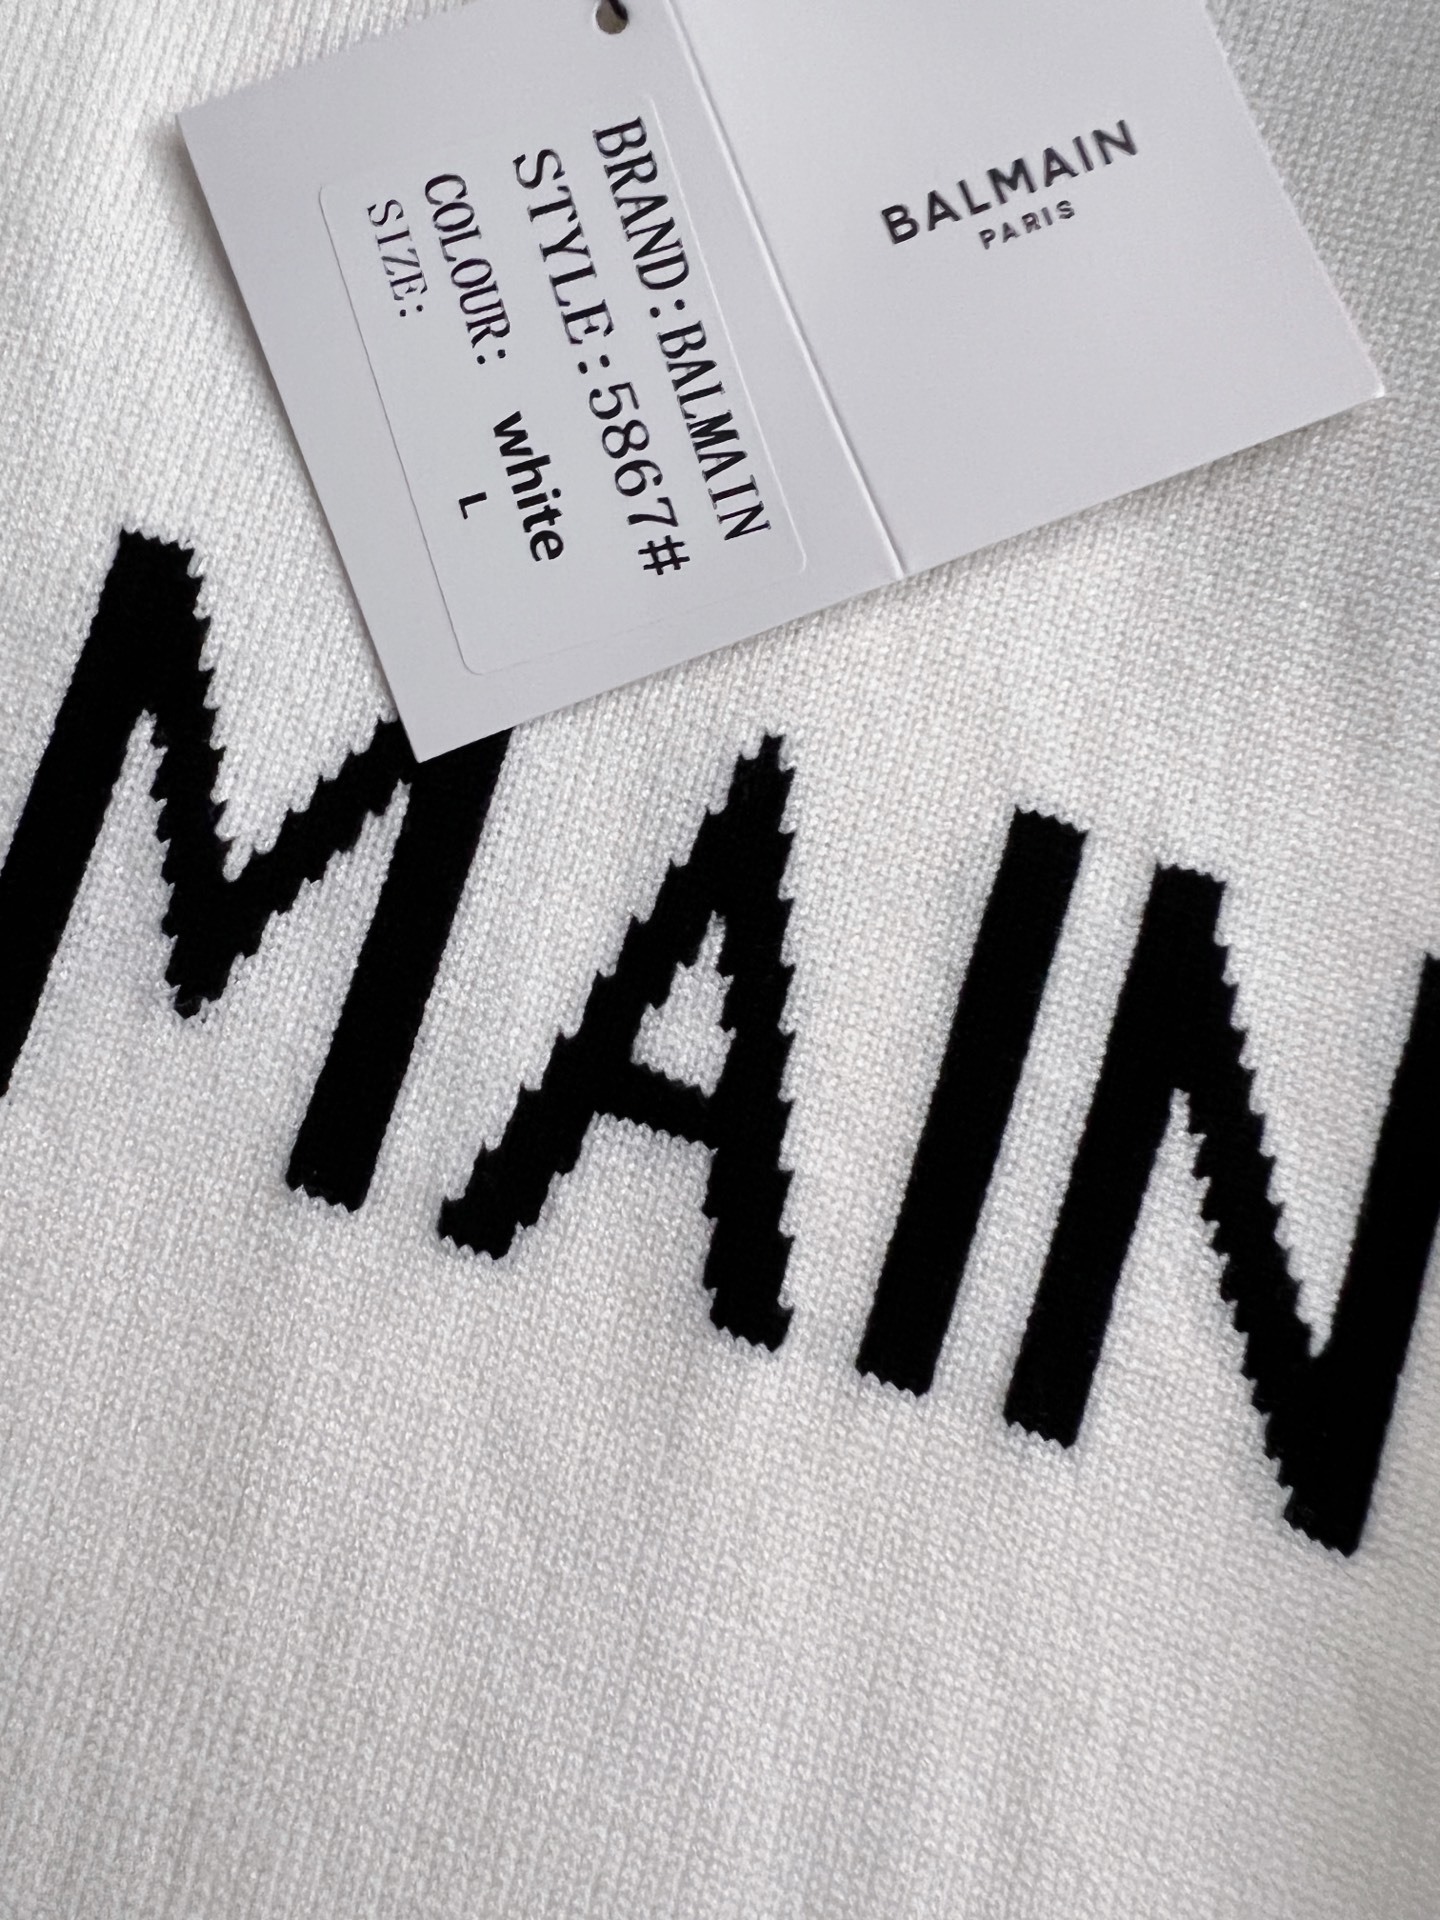 BALMAIN
PARIS
BRAND:BALMAIN
STYLE:5867#
COLOUR: white
SIZE: L
MAIN